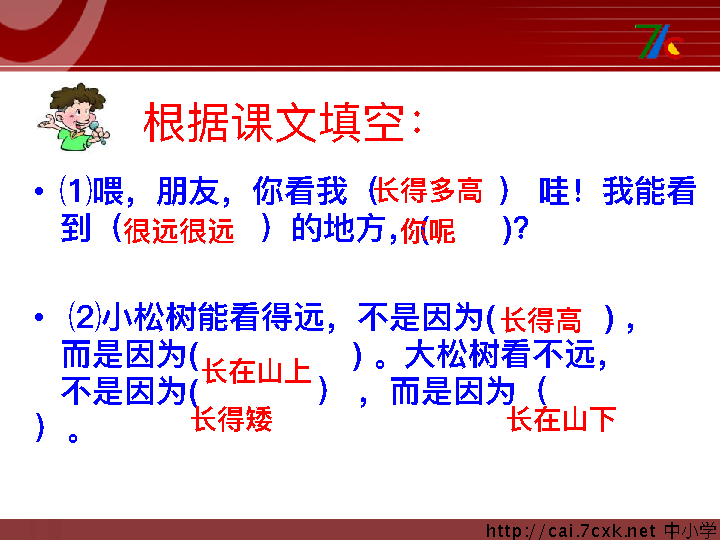 7c
根据课文填空：
• ⑴喂，朋友，你看我（长得多高 ） 哇！我能看
到（很远很远 ）的地方，(你呢 )？
• ⑵小松树能看得远，不是因为(长得高 )，
而是因为(长在山上 )。大松树看不远，
不是因为(长得矮 ），而是因为（长在山下
）。
http://cai.7cxk.net 中小学